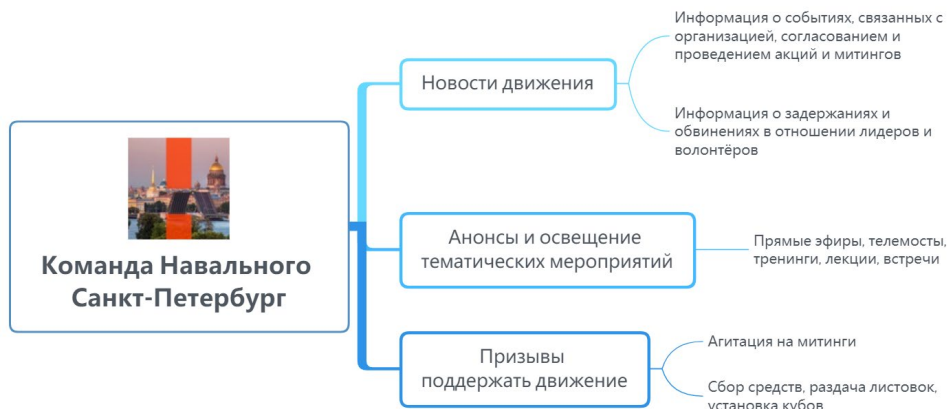 Команда Навального
Санкт-Петербург
Новости движения
Информация о событиях, связанных с
организацией, согласованием и
проведением акций и митингов
Информация о задержаниях и
обвинениях в отношении лидеров и
волонтёров
Анонсы и освещение
тематических мероприятий
Прямые эфиры, телемосты,
тренинги, лекции, встречи
Призывы
поддержать движение
Агитация на митинги
Сбор средств, раздача листовок,
установка кубов